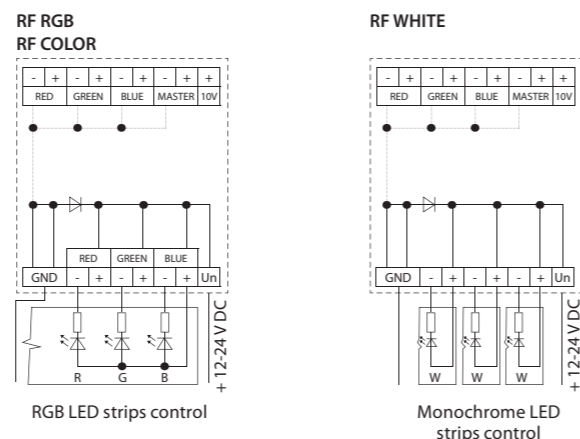 RF RGB
RF COLOR
- + - + - + - + +
RED GREEN BLUE MASTER 10V
RED GREEN BLUE
GND - + - + - + Un
R G B
+ 12-24 V DC
RGB LED strips control
RF WHITE
- + - + - + - + +
RED GREEN BLUE MASTER 10V
GND - + - + - + Un
W W W
+ 12-24 V DC
Monochrome LED
strips control